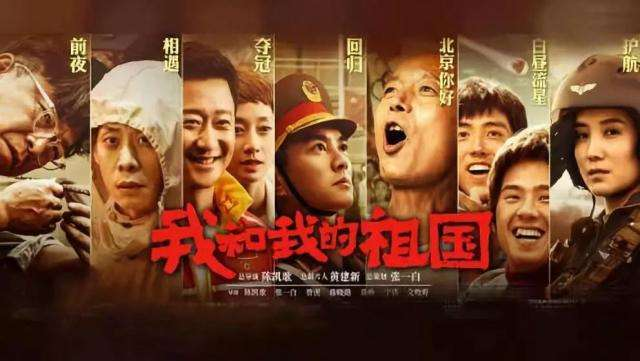 前夜
相遇
夺冠
回归
北京你好
白昼流星
护航
我和我的祖国
总导演 陈凯歌 总制片人 黄建新 总策划 张一白
导演 陈凯歌 张一白 管虎 薛晓路 徐峥 宁浩 文牧野